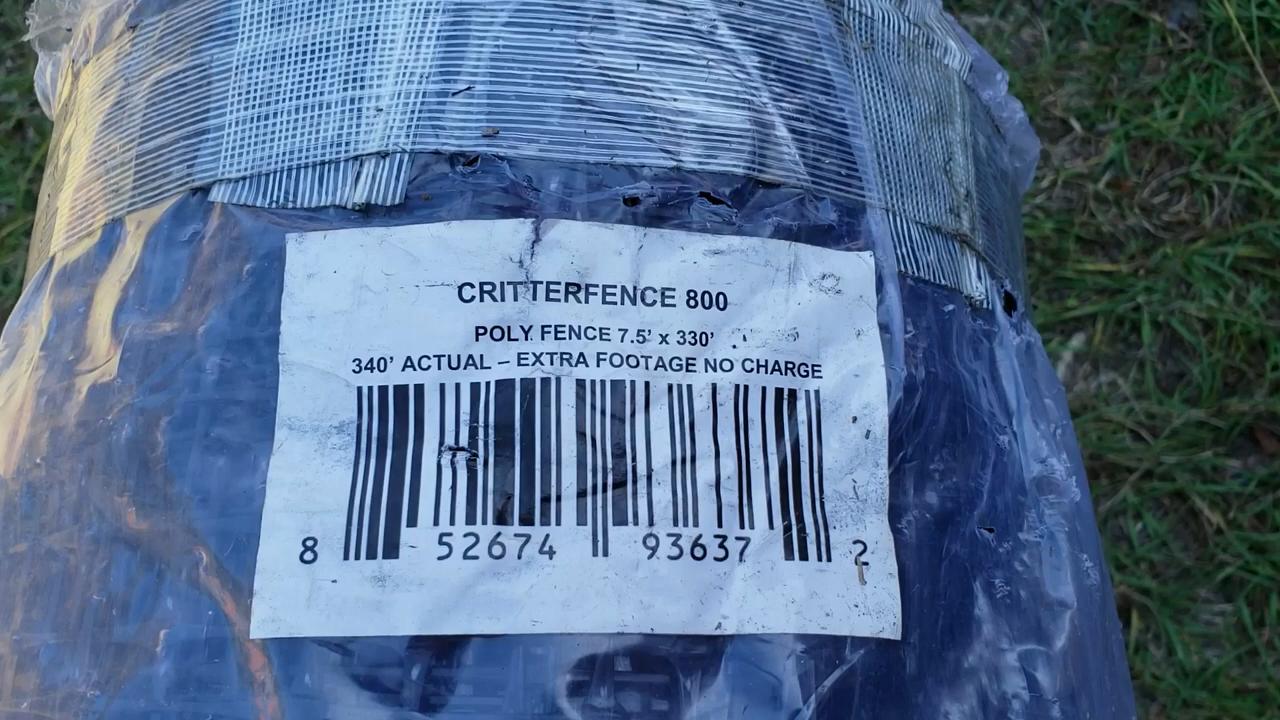 CRITTERFENCE 800
POLY FENCE 7.5' x 330'
340' ACTUAL – EXTRA FOOTAGE NO CHARGE
8 52674 93637 2